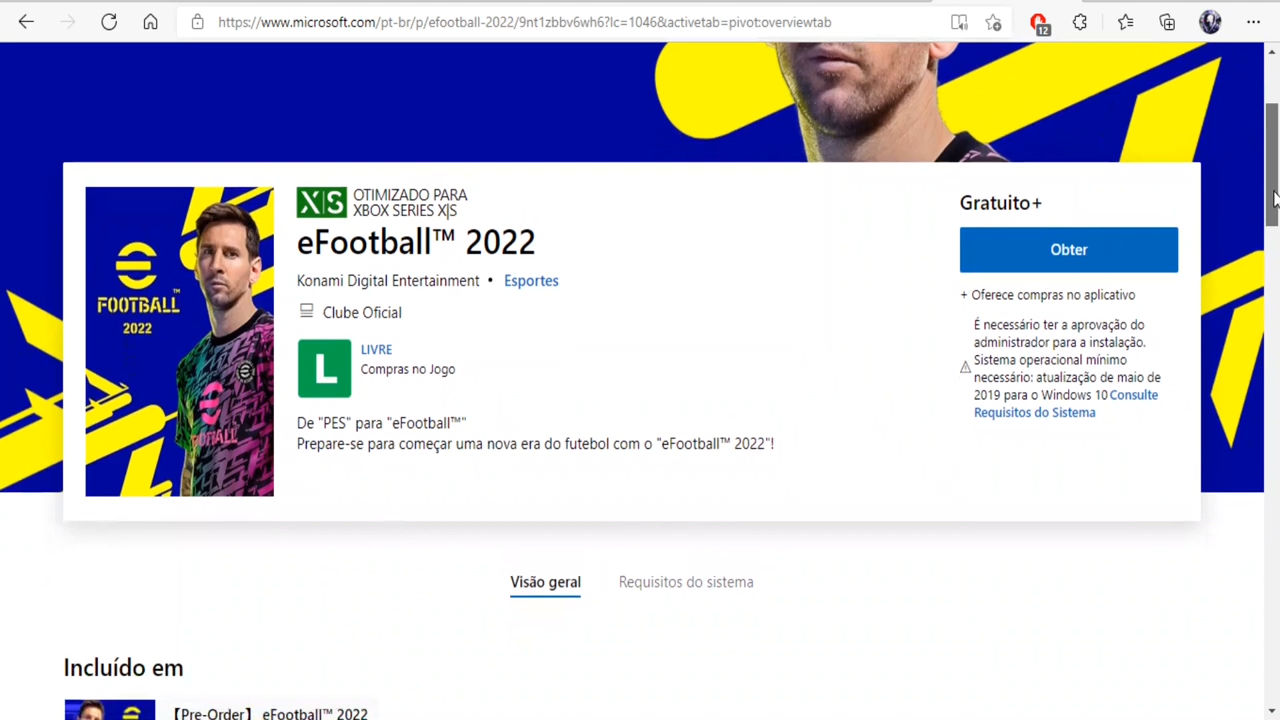 https://www.microsoft.com/pt-br/p/efootball-2022/9nt1zbbv6wh6?lc=1046&activetab=pivot:overviewtab
12
FOOTBALL™
2022
X|S
OTIMIZADO PARA
XBOX SERIES X|S
eFootball™ 2022
Konami Digital Entertainment • Esportes
Clube Oficial
L
LIVRE
Compras no Jogo
De "PES" para "eFootball™"
Prepare-se para começar uma nova era do futebol com o "eFootball™ 2022"!
Gratuito+
Obter
+ Oferece compras no aplicativo
É necessário ter a aprovação do
administrador para a instalação.
Sistema operacional mínimo
necessário: atualização de maio de
2019 para o Windows 10Consulte
Requisitos do Sistema
Visão geral
Requisitos do sistema
Incluído em
【Pre-Order】 eFootball™ 2022